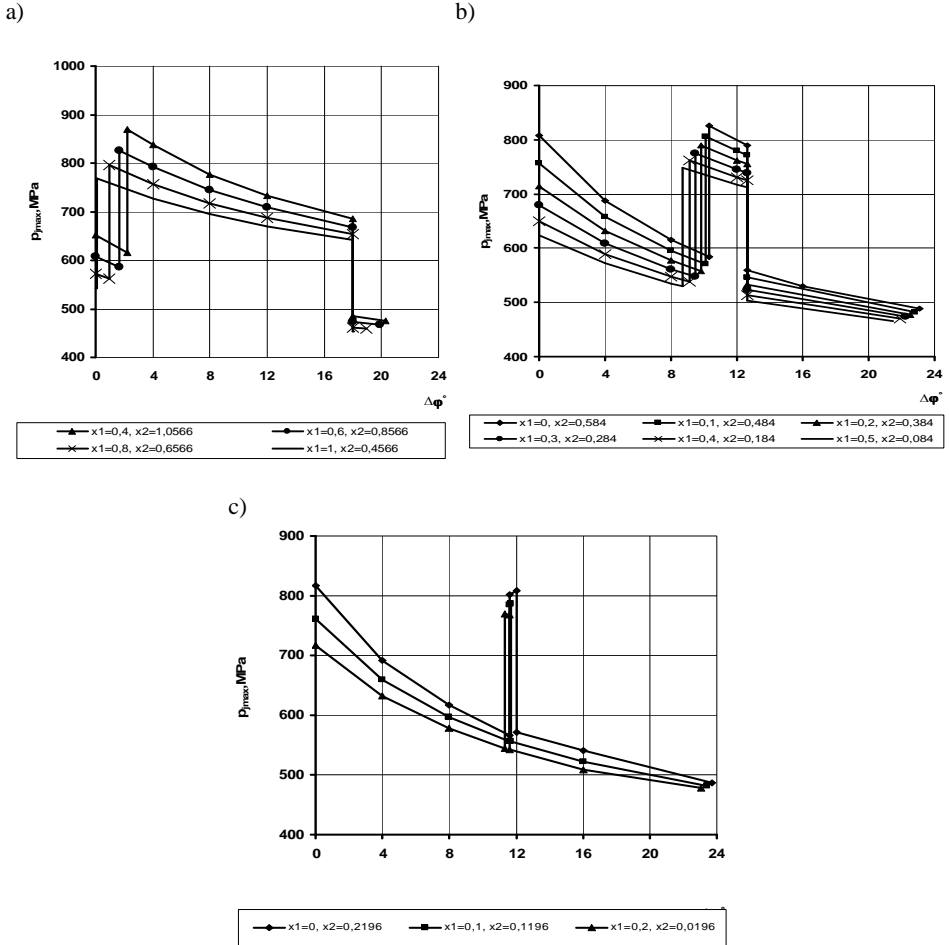 a)
b)
1000
900
800
700
600
500
400
pjmax,MPa
0 4 8 12 16 20 24
Δφ°
x1=0,4, x2=1,0566
x1=0,6, x2=0,8566
x1=0,8, x2=0,6566
x1=1, x2=0,4566
900
800
700
600
500
400
pjmax,MPa
0 4 8 12 16 20 24
Δφ°
x1=0, x2=0,584
x1=0,1, x2=0,484
x1=0,2, x2=0,384
x1=0,3, x2=0,284
x1=0,4, x2=0,184
x1=0,5, x2=0,084
c)
900
800
700
600
500
400
pjmax,MPa
0 4 8 12 16 20 24
x1=0, x2=0,2196
x1=0,1, x2=0,1196
x1=0,2, x2=0,0196